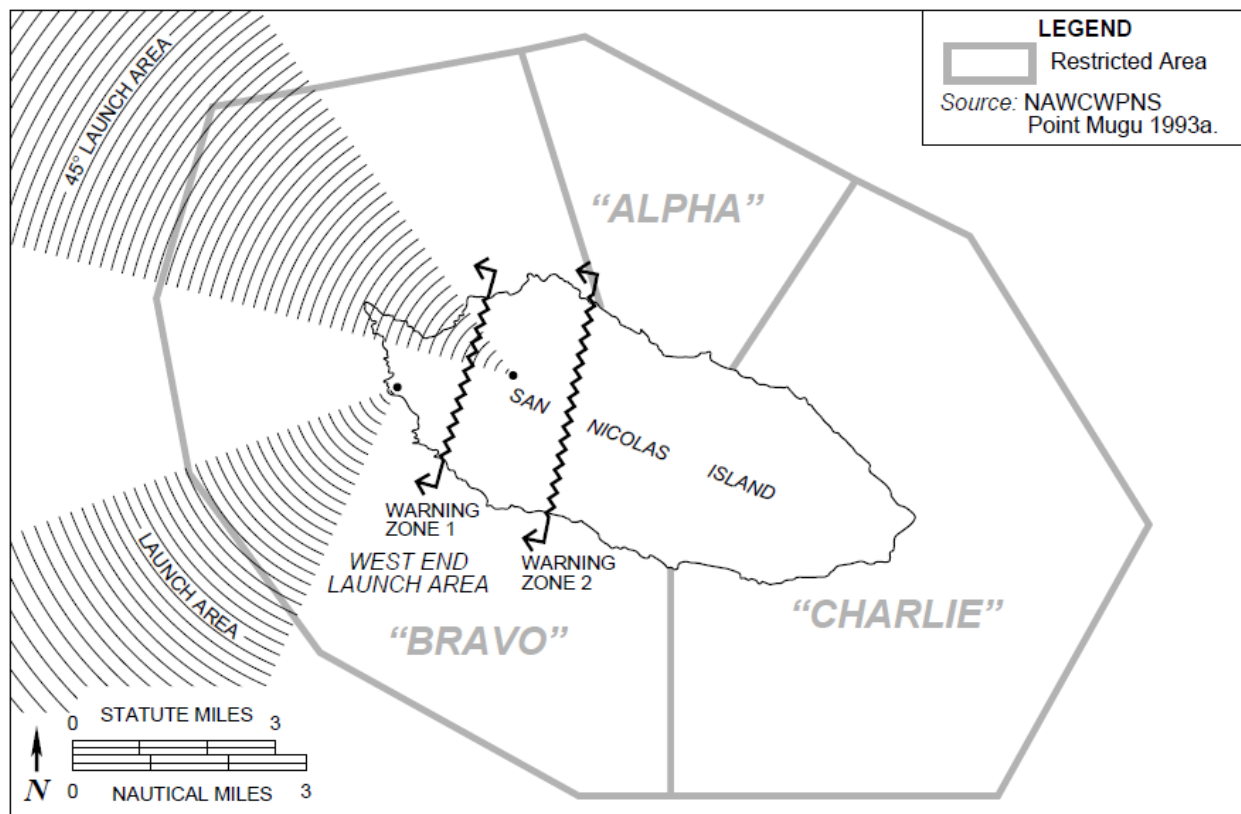 LEGEND
Restricted Area
Source: NAWCWPNS
Point Mugu 1993a.
45° LAUNCH AREA
“ALPHA”
SAN NICOLAS ISLAND
WARNING
ZONE 1
WEST END
LAUNCH AREA
WARNING
ZONE 2
LAUNCH AREA
“BRAVO”
“CHARLIE”
0 STATUTE MILES 3
N 0 NAUTICAL MILES 3